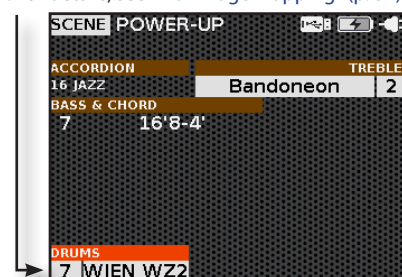 SCENE POWER-UP
ACCORDION TREBLE
16 JAZZ Bandoneon 2
BASS & CHORD
7 16'8-4'
DRUMS
7 WIEN WZ2